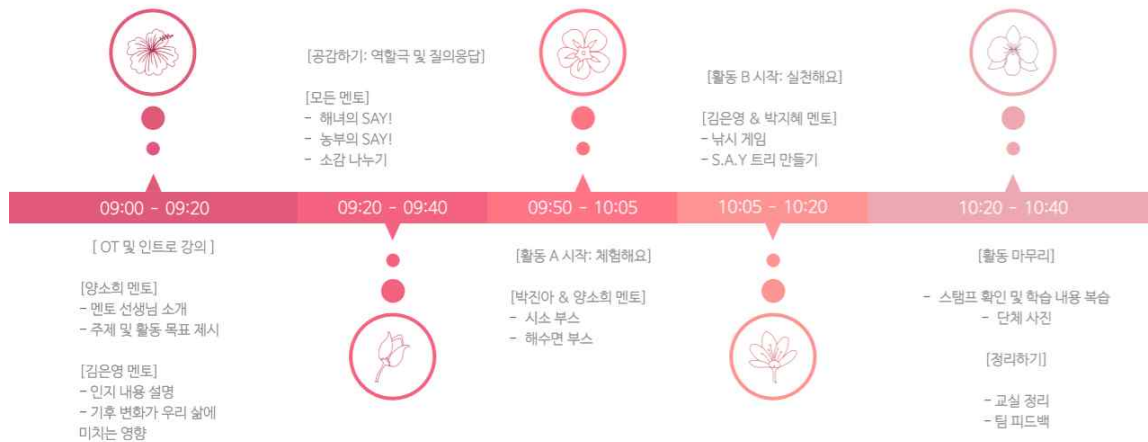 09:00 - 09:20
[ OT 및 인트로 강의 ]
[양소희 멘토]
- 멘토 선생님 소개
- 주제 및 활동 목표 제시
[김은영 멘토]
- 인지 내용 설명
- 기후 변화가 우리 삶에
미치는 영향
[공감하기: 역할극 및 질의응답]
[모든 멘토]
- 해녀의 SAY!
- 농부의 SAY!
- 소감 나누기
09:20 - 09:40
09:50 - 10:05
[활동 A 시작: 체험해요]
[박진아 & 양소희 멘토]
- 시소 부스
- 해수면 부스
[활동 B 시작: 실천해요]
[김은영 & 박지혜 멘토]
- 낚시 게임
- S.A.Y 트리 만들기
10:05 - 10:20
10:20 - 10:40
[활동 마무리]
- 스탬프 확인 및 학습 내용 복습
- 단체 사진
[정리하기]
- 교실 정리
- 팀 피드백